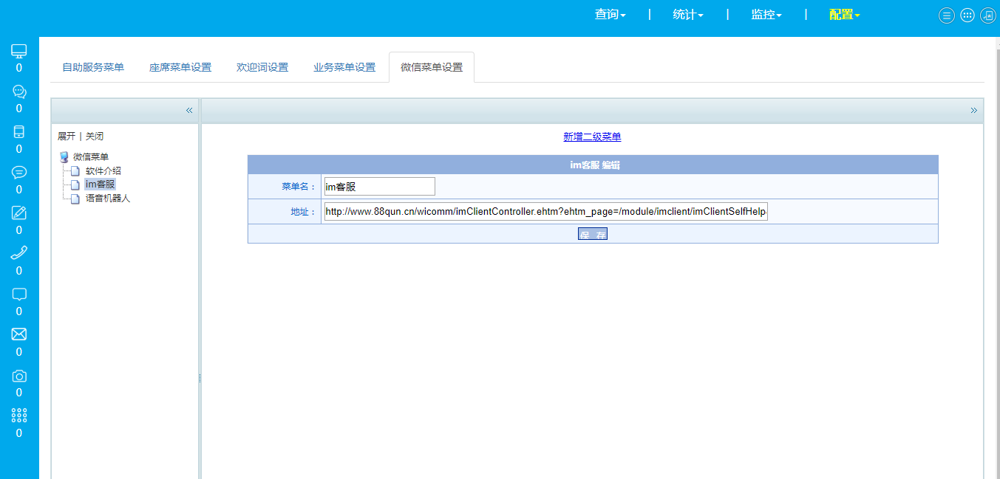 查询 | 统计 | 监控 | 配置
0
0
0
0
0
0
0
0
0
0
自助服务菜单 座席菜单设置 欢迎词设置 业务菜单设置 微信菜单设置
« »
展开 | 关闭
微信菜单
软件介绍
im客服
语音机器人
新增二级菜单
im客服 编辑
菜单名： im客服
地址： http://www.88qun.cn/wicomm/imClientController.ehtm?ehtm_page=/module/imclient/imClientSelfHelp
保 存